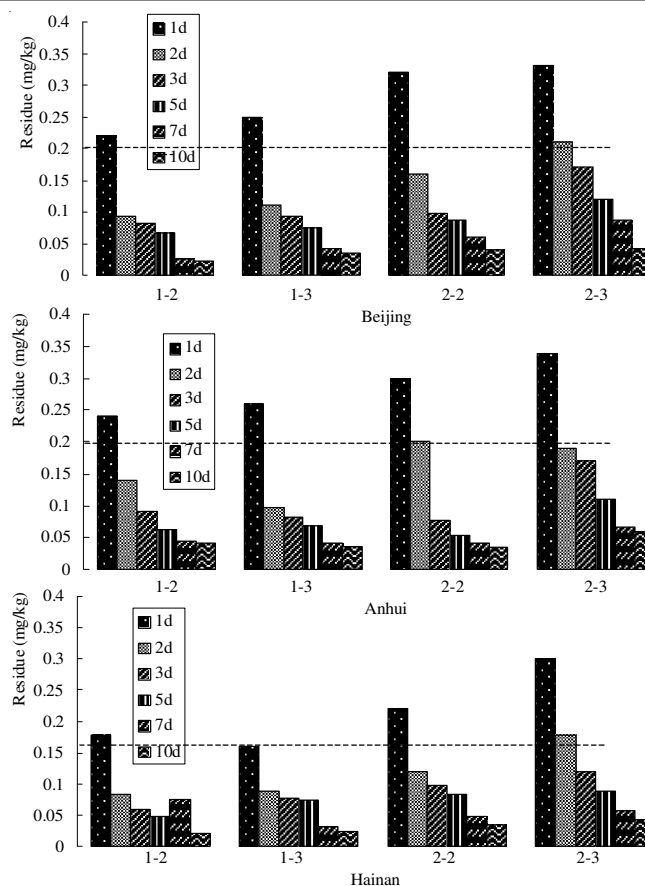 Residue (mg/kg)
0.4
0.35
0.3
0.25
0.2
0.15
0.1
0.05
0
1d
2d
3d
5d
7d
10d
1-2 1-3 2-2 2-3
Beijing
Residue (mg/kg)
0.4
0.35
0.3
0.25
0.2
0.15
0.1
0.05
0
1d
2d
3d
5d
7d
10d
1-2 1-3 2-2 2-3
Anhui
Residue (mg/kg)
0.4
0.35
0.3
0.25
0.2
0.15
0.1
0.05
0
1d
2d
3d
5d
7d
10d
1-2 1-3 2-2 2-3
Hainan